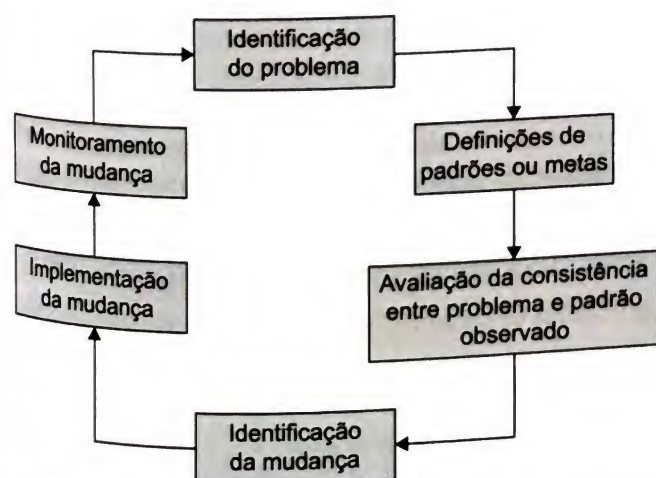 Identificação
do problema
Definições de
padrões ou metas
Avaliação da consistência
entre problema e padrão
observado
Identificação
da mudança
Implementação
da mudança
Monitoramento
da mudança